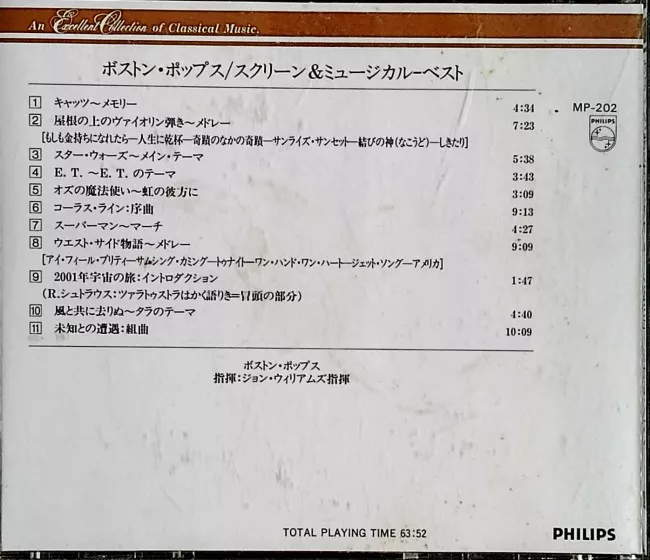 An Excellent Collection of Classical Music.
ボストン・ポップス/スクリーン&ミュージカル-ベスト
MP-202
PHILIPS
1 キャッツ〜メモリー 4:34
2 屋根の上のヴァイオリン弾き〜メドレー 7:23
[もしも金持ちになれたら―人生に乾杯―奇蹟のなかの奇蹟―サンライズ・サンセット―結びの神(なこうど)―しきたり]
3 スター・ウォーズ〜メイン・テーマ 5:38
4 E. T. 〜E. T. のテーマ 3:43
5 オズの魔法使い〜虹の彼方に 3:09
6 コーラス・ライン:序曲 9:13
7 スーパーマン〜マーチ 4:27
8 ウエスト・サイド物語〜メドレー 9:09
[アイ・フィール・プリティーサムシング・カミング―トゥナイト―ワン・ハンド・ワン・ハート―ジェット・ソング―アメリカ]
9 2001年宇宙の旅:イントロダクション 1:47
(R.シュトラウス:ツァラトゥストラはかく語りき=冒頭の部分)
10 風と共に去りぬ〜タラのテーマ 4:40
11 未知との遭遇:組曲 10:09
ボストン・ポップス
指揮:ジョン・ウィリアムズ指揮
TOTAL PLAYING TIME 63:52
PHILIPS